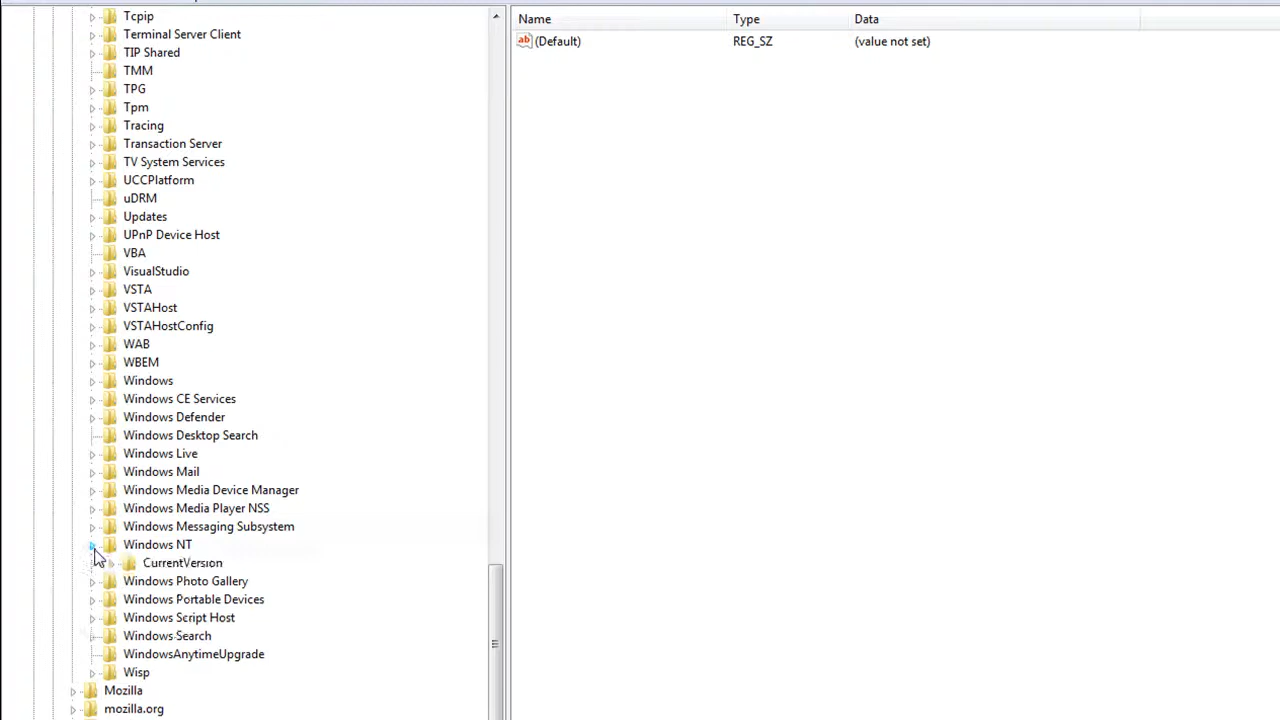 Tcpip
Terminal Server Client
TIP Shared
TMM
TPG
Tpm
Tracing
Transaction Server
TV System Services
UCCPlatform
uDRM
Updates
UPnP Device Host
VBA
VisualStudio
VSTA
VSTAHost
VSTAHostConfig
WAB
WBEM
Windows
Windows CE Services
Windows Defender
Windows Desktop Search
Windows Live
Windows Mail
Windows Media Device Manager
Windows Media Player NSS
Windows Messaging Subsystem
Windows NT
CurrentVersion
Windows Photo Gallery
Windows Portable Devices
Windows Script Host
Windows Search
WindowsAnytimeUpgrade
Wisp
Mozilla
mozilla.org
Name Type Data
ab (Default) REG_SZ (value not set)